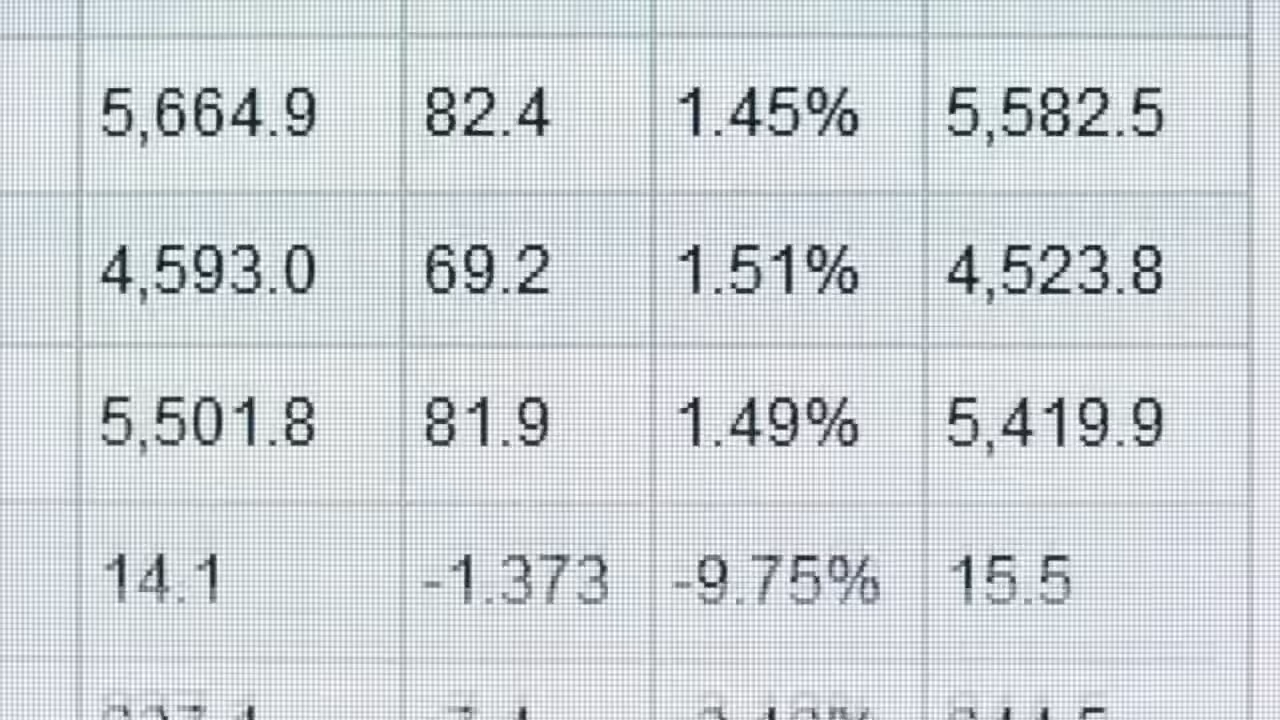 5,664.9 82.4 1.45% 5,582.5
4,593.0 69.2 1.51% 4,523.8
5,501.8 81.9 1.49% 5,419.9
14.1 -1.373 -9.75% 15.5